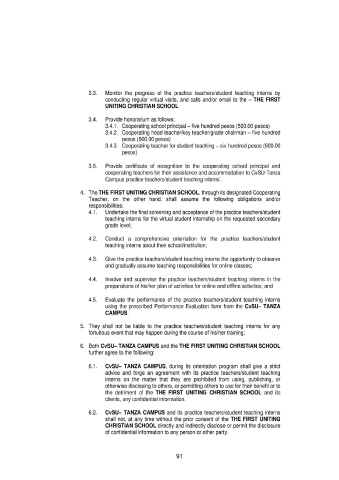 3.3. Monitor the progress of the practice teachers/student teaching interns by
conducting regular virtual visits, and calls and/or email to the – THE FIRST
UNITING CHRISTIAN SCHOOL.
3.4. Provide honorarium as follows:
3.4.1. Cooperating school principal – five hundred pesos (500.00 pesos)
3.4.2. Cooperating head teacher/key teacher/grade chairman – five hundred
pesos (500.00 pesos)
3.4.3. Cooperating teacher for student teaching – six hundred pesos (600.00
pesos)
3.5. Provide certificate of recognition to the cooperating school principal and
cooperating teachers for their assistance and accommodation to CvSU-Tanza
Campus practice teachers/student teaching interns`.
4. The THE FIRST UNITING CHRISTIAN SCHOOL, through its designated Cooperating
Teacher, on the other hand, shall assume the following obligations and/or
responsibilities:
4.1. Undertake the final screening and acceptance of the practice teachers/student
teaching interns for the virtual student internship on the requested secondary
grade level;
4.2. Conduct a comprehensive orientation for the practice teachers/student
teaching interns about their school/institution;
4.3. Give the practice teachers/student teaching interns the opportunity to observe
and gradually assume teaching responsibilities for online classes;
4.4. Involve and supervise the practice teachers/student teaching interns in the
preparations of his/her plan of activities for online and offline activities; and
4.5. Evaluate the performance of the practice teachers/student teaching interns
using the prescribed Performance Evaluation form from the CvSU– TANZA
CAMPUS.
5. They shall not be liable to the practice teachers/student teaching interns for any
fortuitous event that may happen during the course of his/her training;
6. Both CvSU– TANZA CAMPUS and the THE FIRST UNITING CHRISTIAN SCHOOL
further agree to the following:
6.1. CvSU– TANZA CAMPUS, during its orientation program shall give a strict
advice and forge an agreement with its practice teachers/student teaching
interns on the matter that they are prohibited from using, publishing, or
otherwise disclosing to others, or permitting others to use for their benefit or to
the detriment of the THE FIRST UNITING CHRISTIAN SCHOOL and its
clients, any confidential information.
6.2. CvSU– TANZA CAMPUS and its practice teachers/student teaching interns
shall not, at any time without the prior consent of the THE FIRST UNITING
CHRISTIAN SCHOOL directly and indirectly disclose or permit the disclosure
of confidential information to any person or other party.
91